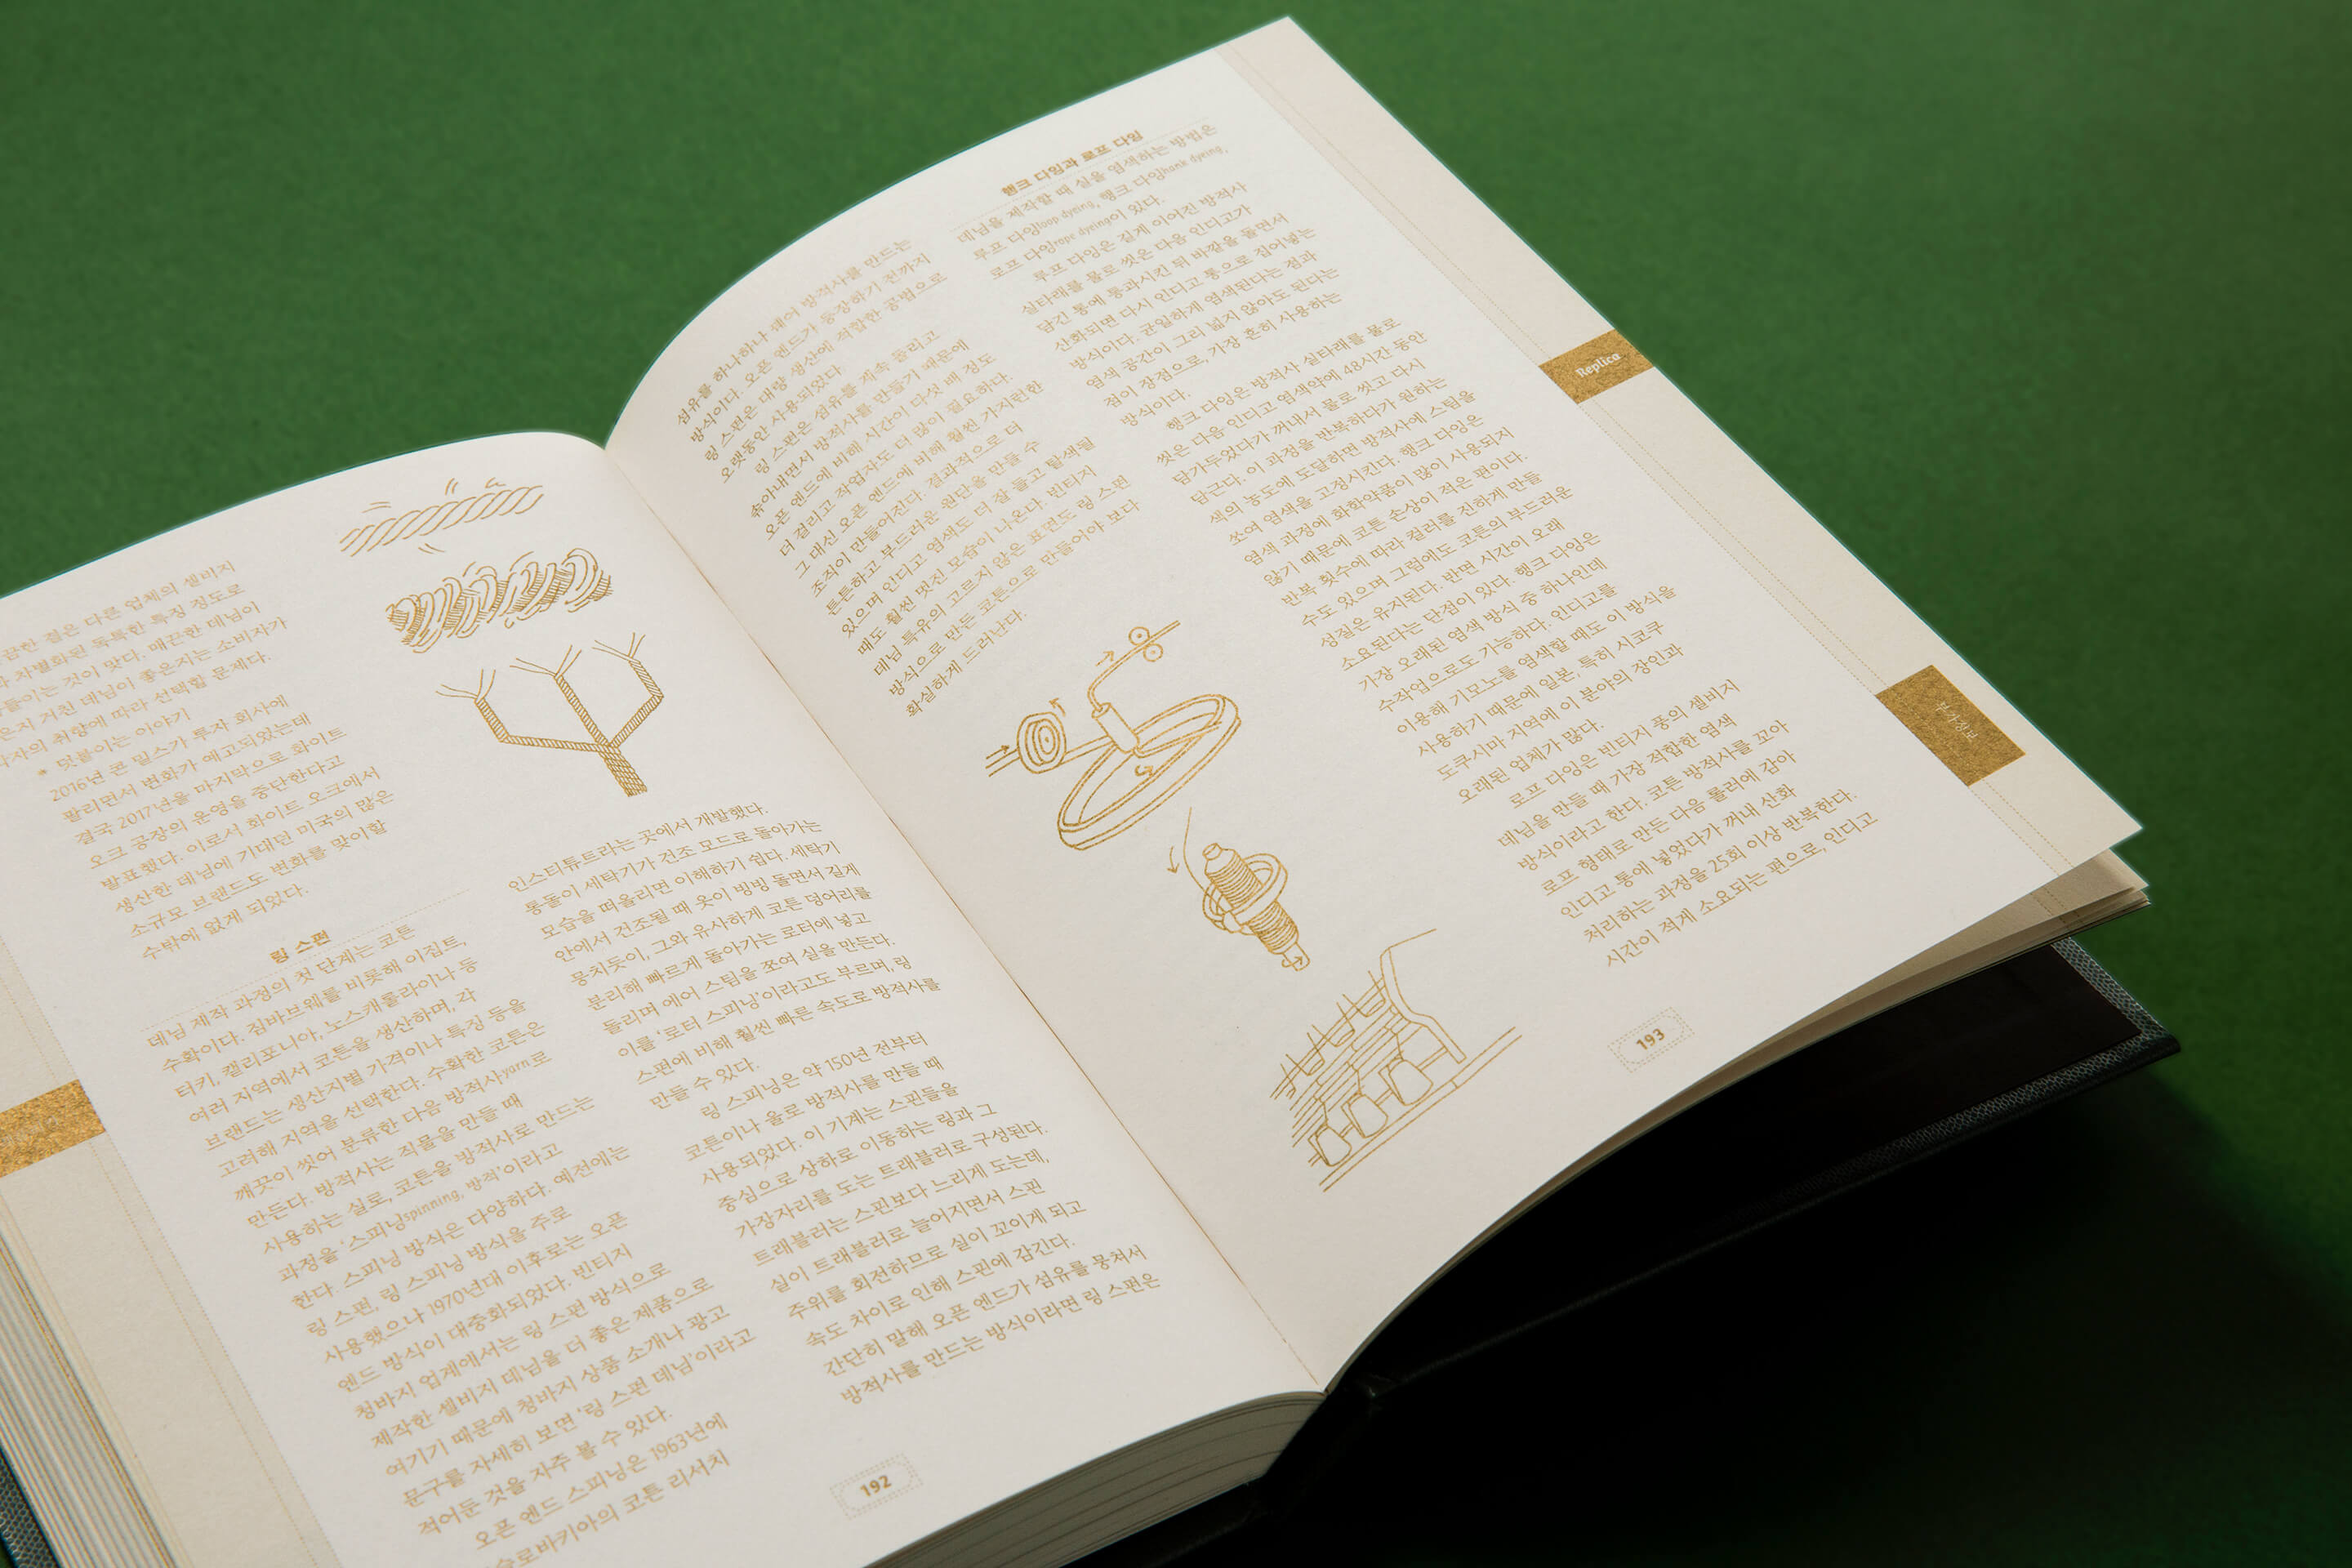 끔한 점은 다른 업체의 셀비지
차별화된 독특한 특징 정도로
들이는 것이 맞다. 매끈한 데님이
은지 거친 데님이 좋은지는 소비자가
자의 취향에 따라 선택할 문제다.
* 덧붙이는 이야기
2016년 콘 밀스가 투자 회사에
팔리면서 변화가 예고되었는데
결국 2017년을 마지막으로 화이트
오크 공장의 운영을 중단한다고
발표했다. 이로서 화이트 오크에서
생산한 데님에 기대던 미국의 많은
소규모 브랜드도 변화를 맞이할
수밖에 없게 되었다.
링 스펀
데님 제작 과정의 첫 단계는 코튼
수확이다. 짐바브웨를 비롯해 이집트,
터키, 캘리포니아, 노스캐롤라이나 등
여러 지역에서 코튼을 생산하며, 각
브랜드는 생산지별 가격이나 특징 등을
고려해 지역을 선택한다. 수확한 코튼은
깨끗이 씻어 분류한 다음 방적사yarn로
만든다. 방적사는 직물을 만들 때
사용하는 실로, 코튼을 방적사로 만드는
과정을 ‘스피닝spinning, 방적’이라고
한다. 스피닝 방식은 다양하다. 예전에는
링 스펀, 링 스피닝 방식을 주로
사용했으나 1970년대 이후로는 오픈
엔드 방식이 대중화되었다. 빈티지
청바지 업계에서는 링 스펀 방식으로
제작한 셀비지 데님을 더 좋은 제품으로
여기기 때문에 청바지 상품 소개나 광고
문구를 자세히 보면 ‘링 스펀 데님’이라고
적어둔 것을 자주 볼 수 있다.
오픈 엔드 스피닝은 1963년에
슬로바키아의 코튼 리서치
인스티튜트라는 곳에서 개발했다.
통돌이 세탁기가 건조 모드로 돌아가는
모습을 떠올리면 이해하기 쉽다. 세탁기
안에서 건조될 때 옷이 빙빙 돌면서 길게
뭉치듯이, 그와 유사하게 코튼 덩어리를
분리해 빠르게 돌아가는 로터에 넣고
돌리며 에어 스팀을 쪼여 실을 만든다.
이를 ‘로터 스피닝’이라고도 부르며, 링
스펀에 비해 훨씬 빠른 속도로 방적사를
만들 수 있다.
링 스피닝은 약 150년 전부터
코튼이나 울로 방적사를 만들 때
사용되었다. 이 기계는 스핀들을
중심으로 상하로 이동하는 링과 그
가장자리를 도는 트래블러로 구성된다.
트래블러는 스핀보다 느리게 도는데,
실이 트래블러로 늘어지면서 스핀
주위를 회전하므로 실이 꼬이게 되고
속도 차이로 인해 스핀에 감긴다.
간단히 말해 오픈 엔드가 섬유를 뭉쳐서
방적사를 만드는 방식이라면 링 스펀은
192
섬유를 하나하나 꿰어 방적사를 만드는
방식이다. 오픈 엔드가 등장하기 전까지
링 스펀은 대량 생산에 적합한 공법으로
오랫동안 사용되었다.
링 스펀은 섬유를 계속 올리고
솎아내면서 방적사를 만들기 때문에
오픈 엔드에 비해 시간이 다섯 배 정도
더 걸리고 작업자도 더 많이 필요하다.
그 대신 오픈 엔드에 비해 훨씬 가지런한
조직이 만들어진다. 결과적으로 더
튼튼하고 부드러운 원단을 만들 수
있으며 인디고 염색도 더 잘 들고 탈색될
때도 훨씬 멋진 모습이 나온다. 빈티지
데님 특유의 고르지 않은 표면도 링 스펀
방식으로 만든 코튼으로 만들어야 보다
확실하게 드러난다.
행크 다잉과 로프 다잉
데님을 제작할 때 실을 염색하는 방법은
루프 다잉loop dyeing, 행크 다잉hank dyeing,
로프 다잉rope dyeing이 있다.
루프 다잉은 길게 이어진 방적사
실타래를 물로 씻은 다음 인디고가
담긴 통에 통과시킨 뒤 바깥을 돌면서
산화되면 다시 인디고 통으로 집어넣는
방식이다. 균일하게 염색된다는 점과
염색 공간이 그리 넓지 않아도 된다는
점이 장점으로, 가장 흔히 사용하는
방식이다.
행크 다잉은 방적사 실타래를 물로
씻은 다음 인디고 염색약에 48시간 동안
담가두었다가 꺼내서 물로 씻고 다시
담근다. 이 과정을 반복하다가 원하는
색의 농도에 도달하면 방적사에 스팀을
쏘여 염색을 고정시킨다. 행크 다잉은
염색 과정에 화학약품이 많이 사용되지
않기 때문에 코튼 손상이 적은 편이다.
반복 횟수에 따라 컬러를 진하게 만들
수도 있으며 그럼에도 코튼의 부드러운
성질은 유지된다. 반면 시간이 오래
소요된다는 단점이 있다. 행크 다잉은
가장 오래된 염색 방식 중 하나인데
수작업으로도 가능하다. 인디고를
이용해 기모노를 염색할 때도 이 방식을
사용하기 때문에 일본, 특히 시코쿠
도쿠시마 지역에 이 분야의 장인과
오래된 업체가 많다.
로프 다잉은 빈티지 풍의 셀비지
데님을 만들 때 가장 적합한 염색
방식이라고 한다. 코튼 방적사를 꼬아
로프 형태로 만든 다음 롤러에 감아
인디고 통에 넣었다가 꺼내 산화
처리하는 과정을 25회 이상 반복한다.
시간이 적게 소요되는 편으로, 인디고
193
Replica
부가정보